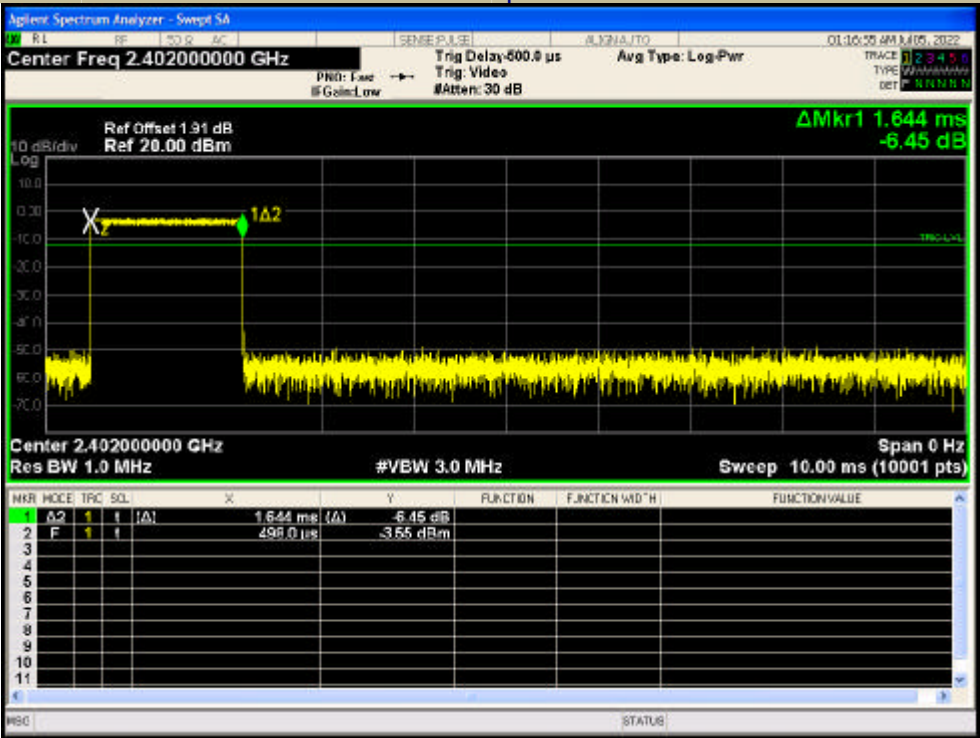 Agilent Spectrum Analyzer - Swept SA
RL RF 50 Ω AC SENSE:PULSE ALIGNAUTO 01:16:55 AM Jul 05, 2022
Center Freq 2.402000000 GHz
Trig Delay-500.0 µs Avg Type: Log-Pwr TRACE 1 2 3 4 5 6
PNO: Fast Trig: Video TYPE
IFGain:Low #Atten: 30 dB DET P N N N N N
ΔMkr1 1.644 ms
-6.45 dB
Ref Offset 1.91 dB
10 dB/div Ref 20.00 dBm
Log
10.0
0.00
1Δ2
-10.0
TRIG LVL
-20.0
-30.0
-40.0
-50.0
-60.0
-70.0
Center 2.402000000 GHz Span 0 Hz
Res BW 1.0 MHz #VBW 3.0 MHz Sweep 10.00 ms (10001 pts)
MKR MODE TRC SCL X Y FUNCTION FUNCTION WIDTH FUNCTION VALUE
1 Δ2 1 t (Δ) 1.644 ms (Δ) -6.45 dB
2 F 1 t 498.0 µs -3.55 dBm
3
4
5
6
7
8
9
10
11
MSG STATUS